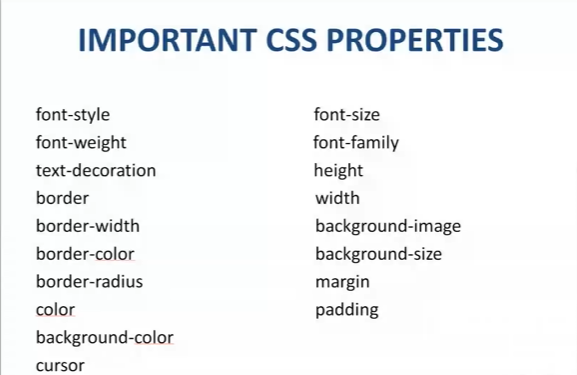 IMPORTANT CSS PROPERTIES
font-style
font-weight
text-decoration
border
border-width
border-color
border-radius
color
background-color
cursor
font-size
font-family
height
width
background-image
background-size
margin
padding